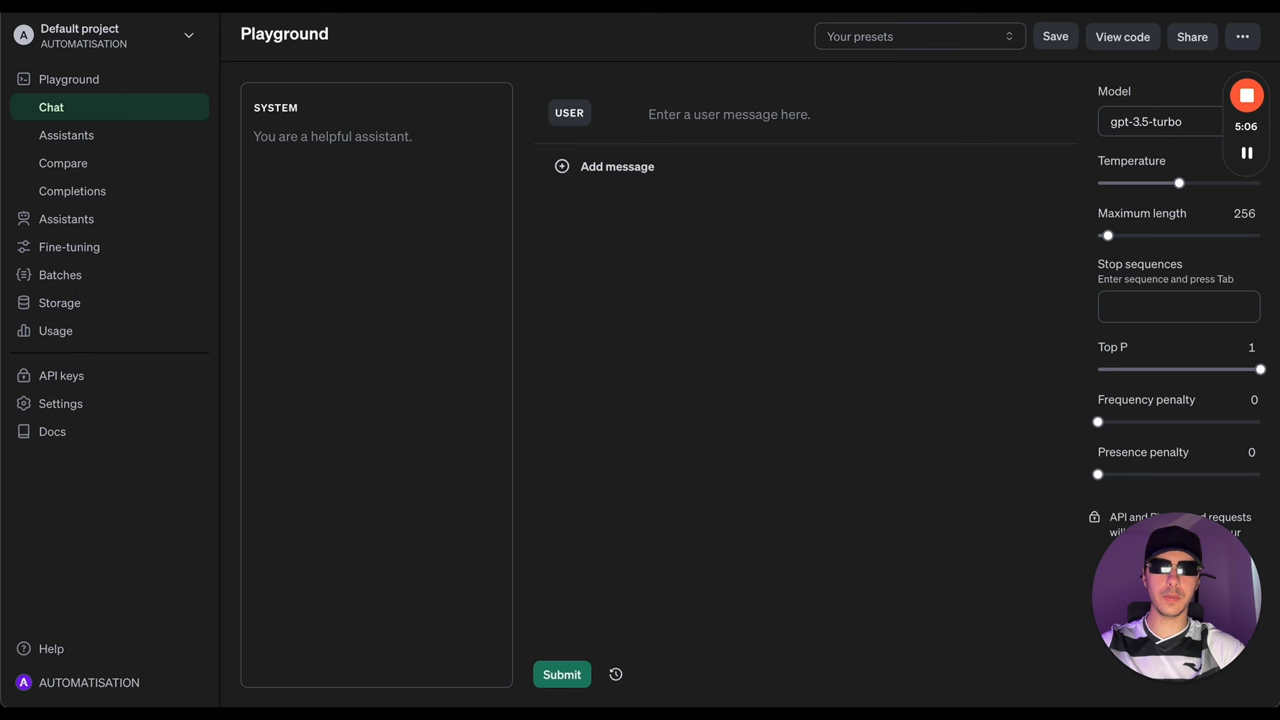 A
Default project
AUTOMATISATION
Playground
Chat
Assistants
Compare
Completions
Assistants
Fine-tuning
Batches
Storage
Usage
API keys
Settings
Docs
Help
A
AUTOMATISATION
Playground
Your presets
Save
View code
Share
SYSTEM
You are a helpful assistant.
USER
Enter a user message here.
Add message
Submit
Model
gpt-3.5-turbo
5:06
Temperature
Maximum length 256
Stop sequences
Enter sequence and press Tab
Top P 1
Frequency penalty 0
Presence penalty 0
API and requests